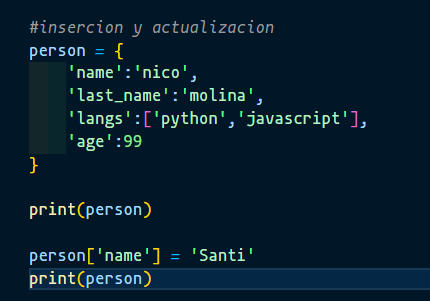 #insercion y actualizacion
person = {
    'name':'nico',
    'last_name':'molina',
    'langs':['python','javascript'],
    'age':99
}
print(person)
person['name'] = 'Santi'
print(person)